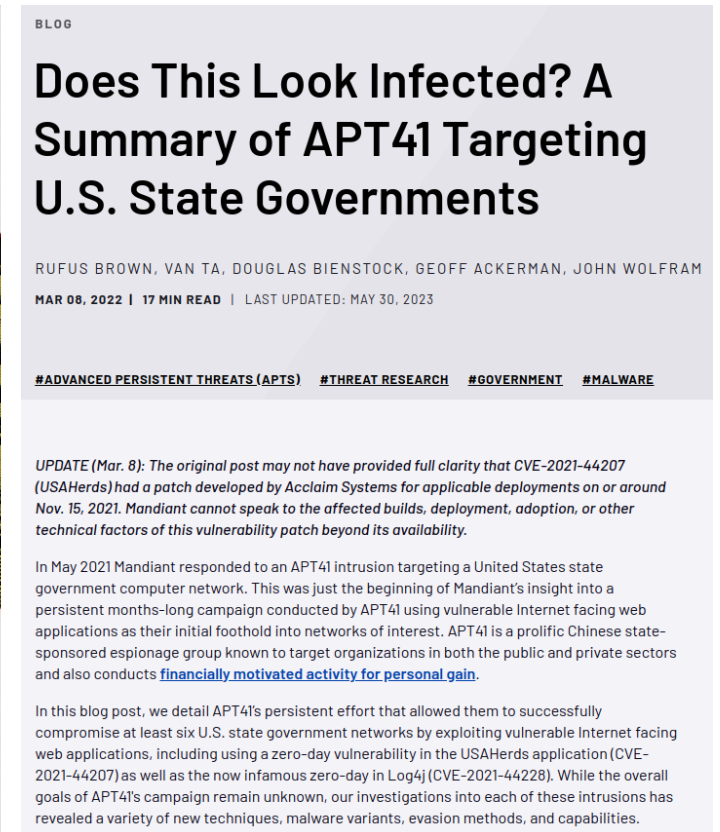 BLOG
Does This Look Infected? A
Summary of APT41 Targeting
U.S. State Governments
RUFUS BROWN, VAN TA, DOUGLAS BIENSTOCK, GEOFF ACKERMAN, JOHN WOLFRAM
MAR 08, 2022 | 17 MIN READ | LAST UPDATED: MAY 30, 2023
#ADVANCED PERSISTENT THREATS (APTS) #THREAT RESEARCH #GOVERNMENT #MALWARE
UPDATE (Mar. 8): The original post may not have provided full clarity that CVE-2021-44207
(USAHerds) had a patch developed by Acclaim Systems for applicable deployments on or around
Nov. 15, 2021. Mandiant cannot speak to the affected builds, deployment, adoption, or other
technical factors of this vulnerability patch beyond its availability.
In May 2021 Mandiant responded to an APT41 intrusion targeting a United States state
government computer network. This was just the beginning of Mandiant's insight into a
persistent months-long campaign conducted by APT41 using vulnerable Internet facing web
applications as their initial foothold into networks of interest. APT41 is a prolific Chinese state-
sponsored espionage group known to target organizations in both the public and private sectors
and also conducts financially motivated activity for personal gain.
In this blog post, we detail APT41's persistent effort that allowed them to successfully
compromise at least six U.S. state government networks by exploiting vulnerable Internet facing
web applications, including using a zero-day vulnerability in the USAHerds application (CVE-
2021-44207) as well as the now infamous zero-day in Log4j (CVE-2021-44228). While the overall
goals of APT41's campaign remain unknown, our investigations into each of these intrusions has
revealed a variety of new techniques, malware variants, evasion methods, and capabilities.